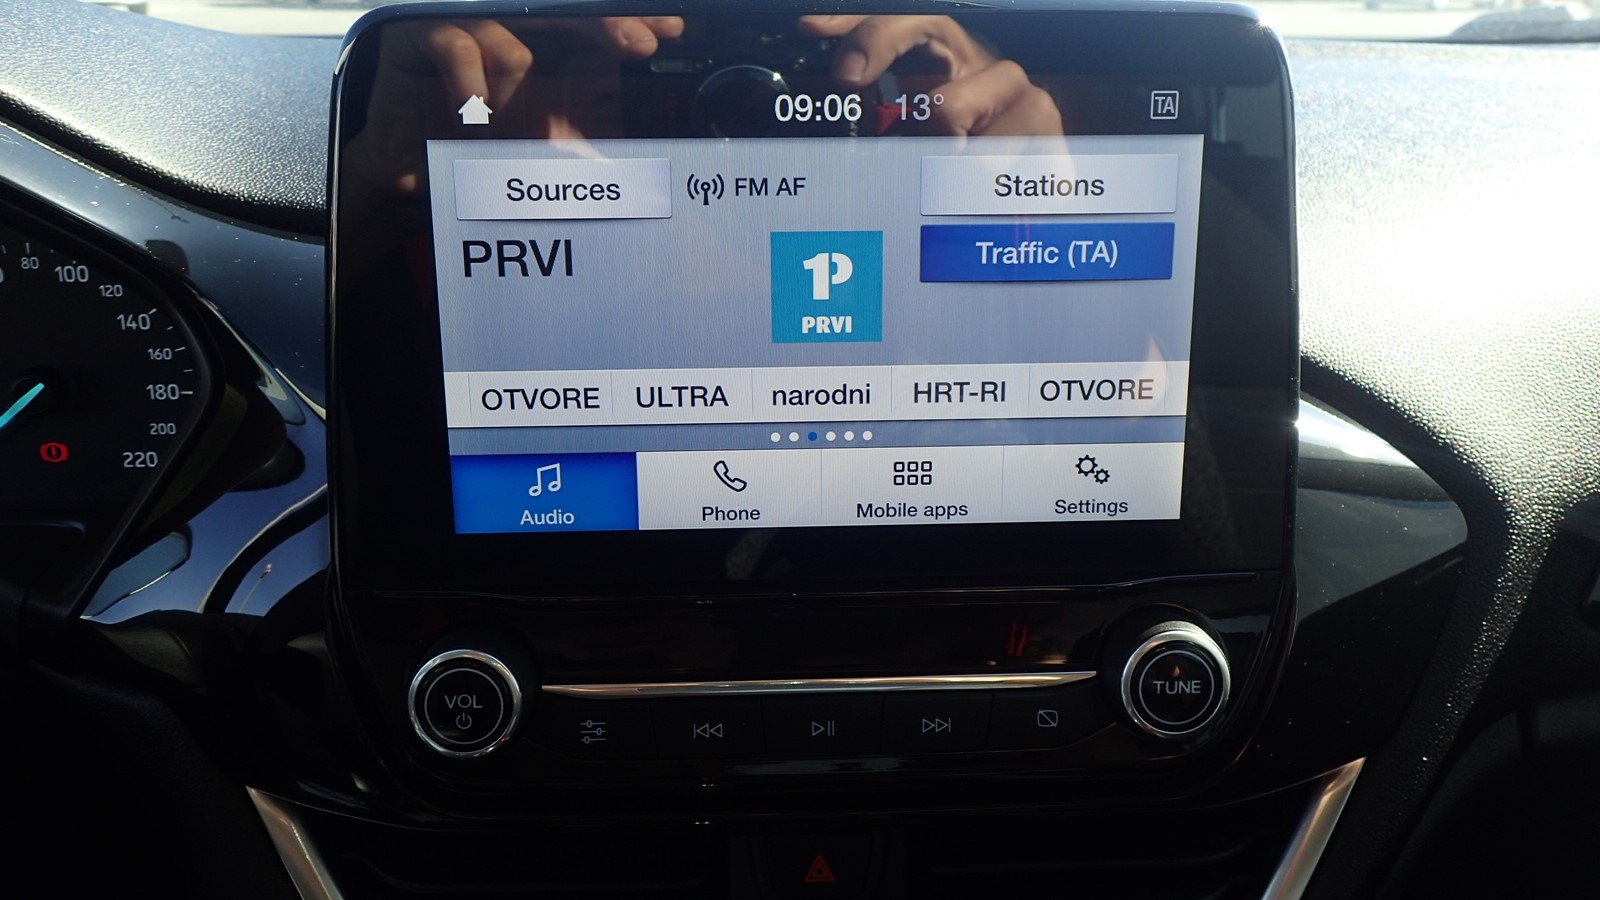 09:06 13°
TA
Sources
FM AF
Stations
PRVI
1P
PRVI
Traffic (TA)
OTVORE ULTRA narodni HRT-RI OTVORE
Audio
Phone
Mobile apps
Settings
VOL
TUNE
80
100
120
140
160
180
200
220